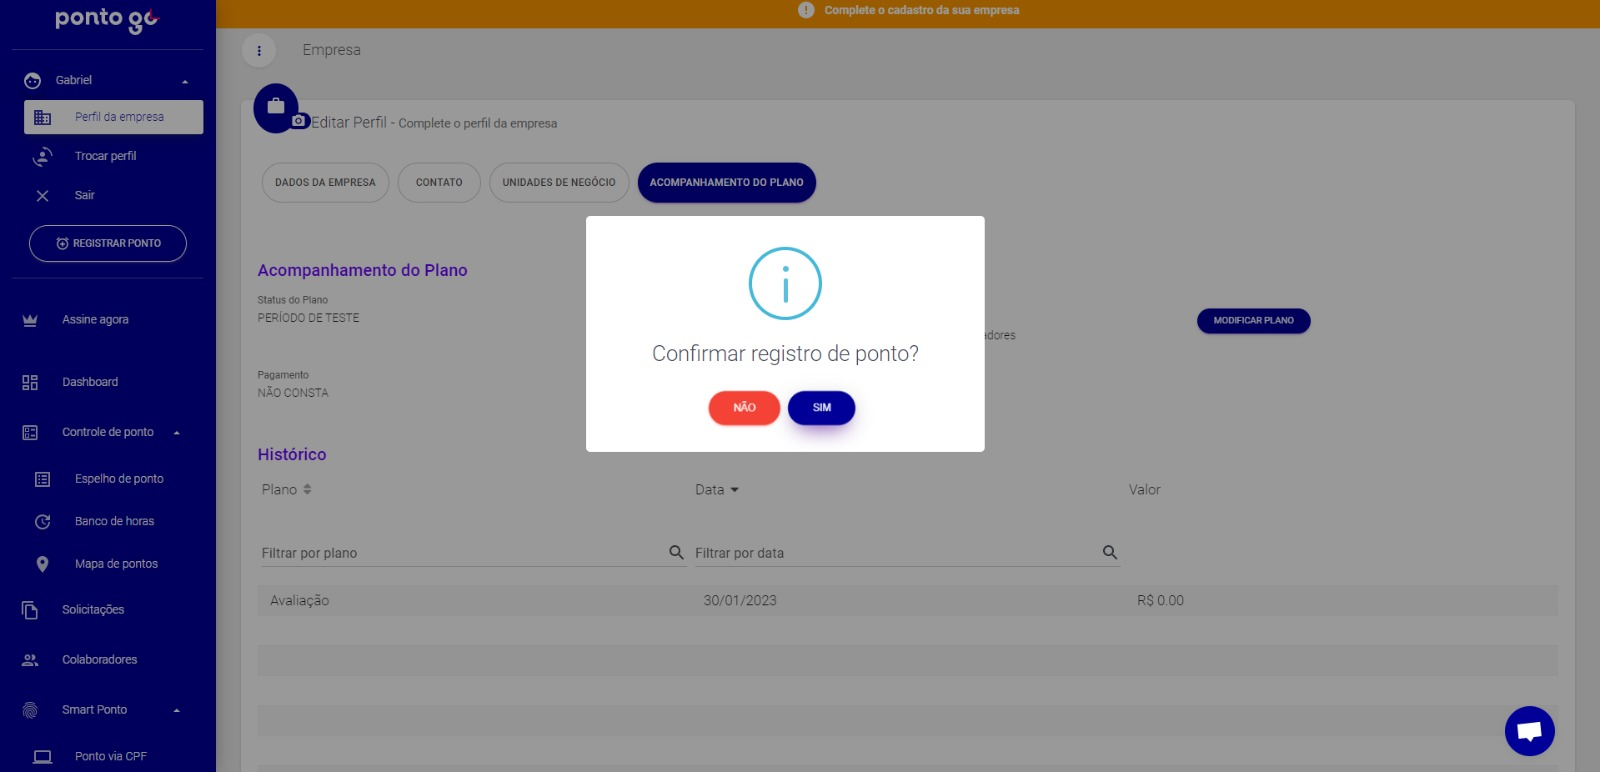 ponto go
Complete o cadastro da sua empresa
Empresa
Gabriel
Perfil da empresa
Trocar perfil
Sair
REGISTRAR PONTO
Assine agora
Dashboard
Controle de ponto
Espelho de ponto
Banco de horas
Mapa de pontos
Solicitações
Colaboradores
Smart Ponto
Ponto via CPF
Editar Perfil - Complete o perfil da empresa
DADOS DA EMPRESA
CONTATO
UNIDADES DE NEGÓCIO
ACOMPANHAMENTO DO PLANO
Acompanhamento do Plano
Status do Plano
PERÍODO DE TESTE
adores
MODIFICAR PLANO
Pagamento
NÃO CONSTA
Confirmar registro de ponto?
NÃO
SIM
Histórico
Plano
Data
Valor
Filtrar por plano
Filtrar por data
Avaliação
30/01/2023
R$ 0.00